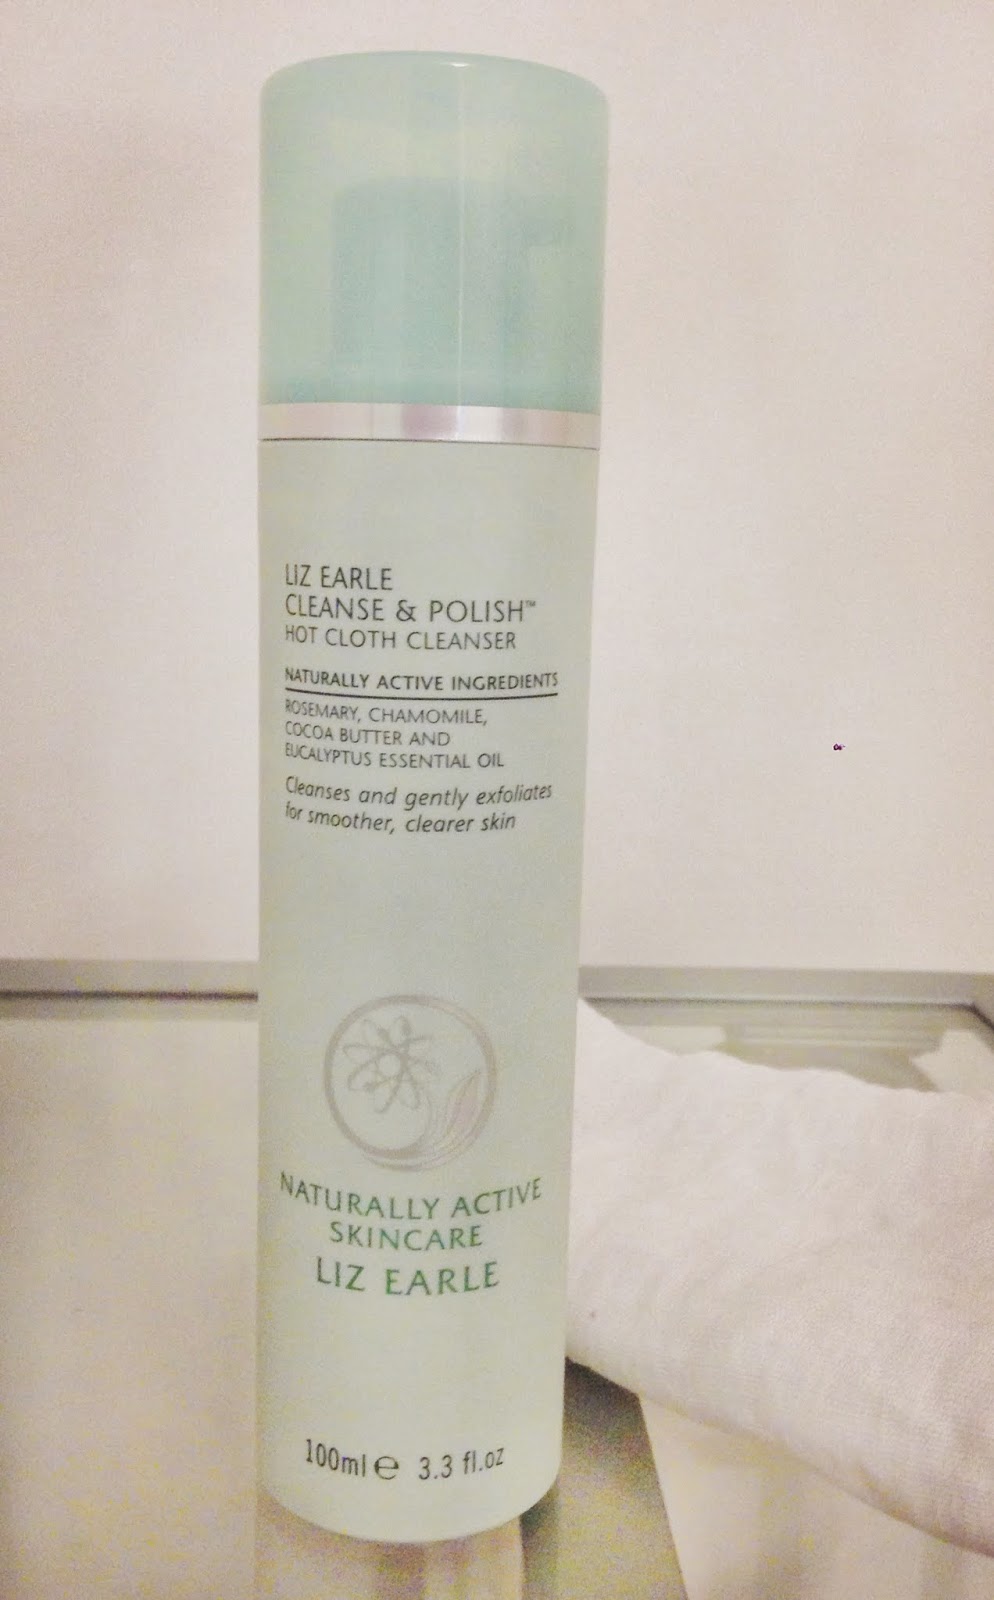 LIZ EARLE
CLEANSE & POLISH™
HOT CLOTH CLEANSER
NATURALLY ACTIVE INGREDIENTS
ROSEMARY, CHAMOMILE,
COCOA BUTTER AND
EUCALYPTUS ESSENTIAL OIL
Cleanses and gently exfoliates
for smoother, clearer skin
NATURALLY ACTIVE
SKINCARE
LIZ EARLE
100ml ℮ 3.3 fl.oz